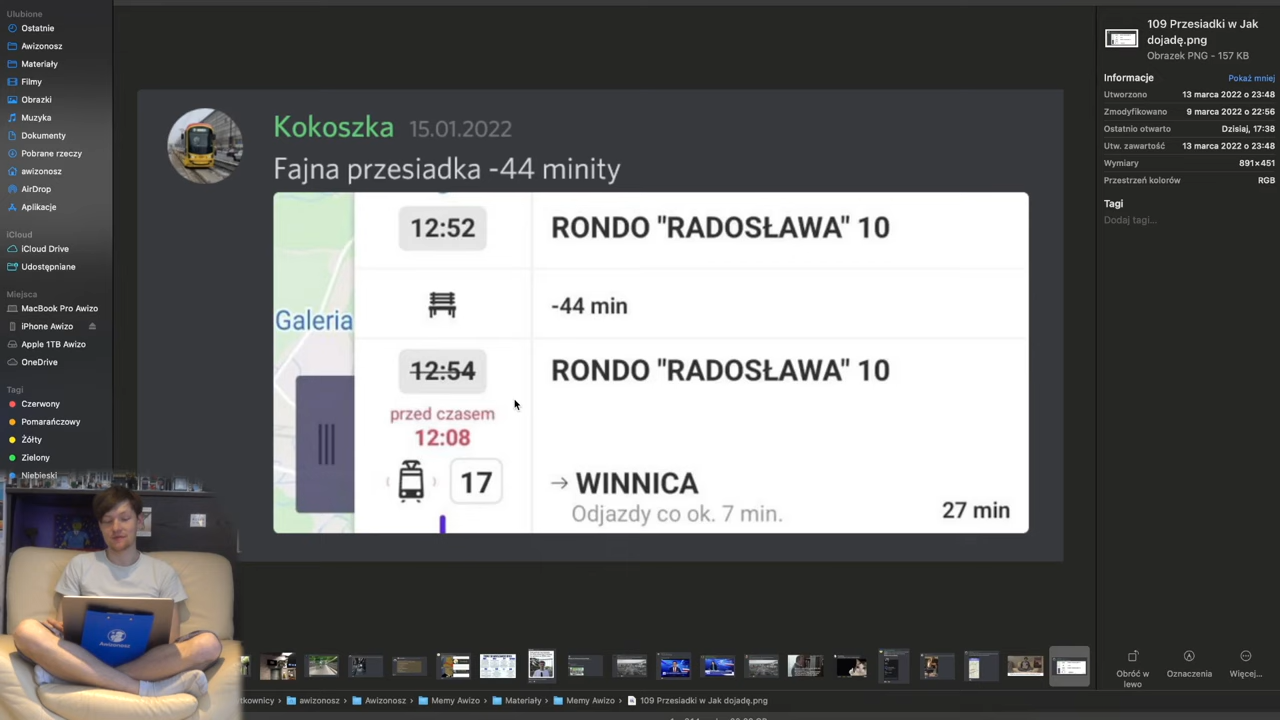 Ulubione
Ostatnie
Awizonosz
Materiały
Filmy
Obrazki
Muzyka
Dokumenty
Pobrane rzeczy
awizonosz
AirDrop
Aplikacje
iCloud
iCloud Drive
Udostępniane
Miejsca
MacBook Pro Awizo
iPhone Awizo
Apple 1TB Awizo
OneDrive
Tagi
Czerwony
Pomarańczowy
Żółty
Zielony
Niebieski
Kokoszka 15.01.2022
Fajna przesiadka -44 minity
Galeria
12:52 RONDO "RADOSŁAWA" 10
-44 min
12:54 RONDO "RADOSŁAWA" 10
przed czasem
12:08
17 → WINNICA
Odjazdy co ok. 7 min. 27 min
109 Przesiadki w Jak
dojadę.png
Obrazek PNG – 157 KB
Informacje Pokaż mniej
Utworzono 13 marca 2022 o 23:48
Zmodyfikowano 9 marca 2022 o 22:56
Ostatnio otwarto Dzisiaj, 17:38
Utw. zawartość 13 marca 2022 o 23:48
Wymiary 891×451
Przestrzeń kolorów RGB
Tagi
Dodaj tagi...
Obróć w
lewo
Oznaczenia
Więcej...
Awizonosz
awizonosz › Awizonosz › Memy Awizo › Materiały › Memy Awizo › 109 Przesiadki w Jak dojadę.png